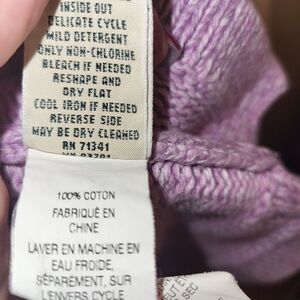 INSIDE OUT
DELICATE CYCLE
MILD DETERGENT
ONLY NON-CHLORINE
BLEACH IF NEEDED
RESHAPE AND
DRY FLAT
COOL IRON IF NEEDED
REVERSE SIDE
MAY BE DRY CLEANED
RN 71341
100% COTON
FABRIQUÉ EN
CHINE
LAVER EN MACHINE EN
EAU FROIDE,
SÉPARÉMENT, SUR
L'ENVERS CYCLE
SEC